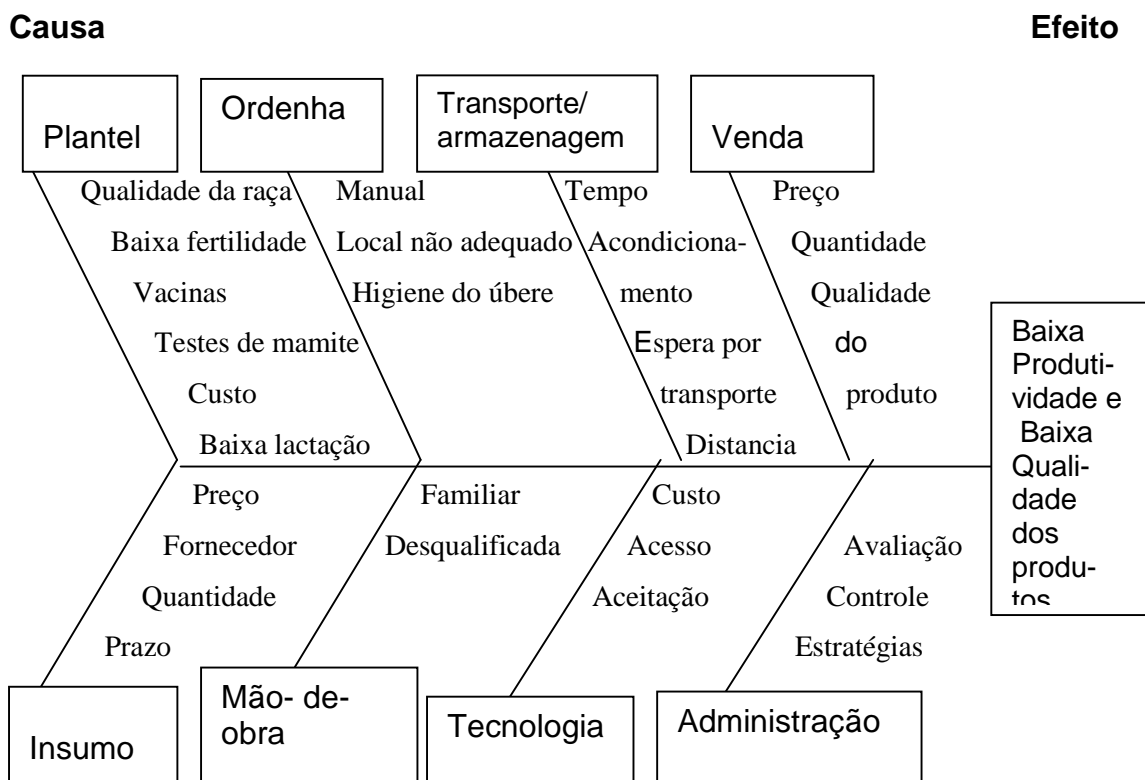 Causa
Efeito
Plantel
Ordenha
Transporte/
armazenagem
Venda
Qualidade da raça
Baixa fertilidade
Vacinas
Testes de mamite
Custo
Baixa lactação
Manual
Local não adequado
Higiene do úbere
Tempo
Acondiciona-
mento
Espera por
transporte
Distancia
Preço
Quantidade
Qualidade
do
produto
Baixa
Produti-
vidade e
Baixa
Quali-
dade
dos
produ-
tos
Preço
Fornecedor
Quantidade
Prazo
Familiar
Desqualificada
Custo
Acesso
Aceitação
Avaliação
Controle
Estratégias
Insumo
Mão- de-
obra
Tecnologia
Administração